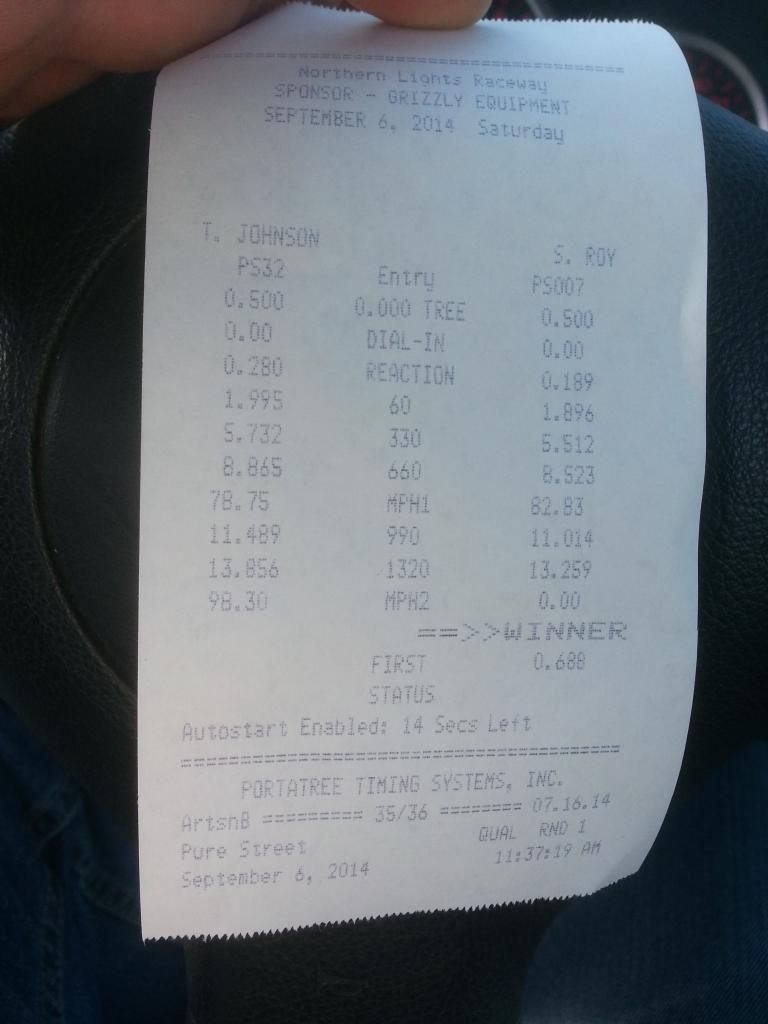 Northern Lights Raceway
SPONSOR - GRIZZLY EQUIPMENT
SEPTEMBER 6, 2014 Saturday
T. JOHNSON S. ROY
PS32 Entry PS007
0.500 0.000 TREE 0.500
0.00 DIAL-IN 0.00
0.280 REACTION 0.189
1.995 60 1.896
5.732 330 5.512
8.865 660 8.523
78.75 MPH1 82.83
11.489 990 11.014
13.856 1320 13.259
98.30 MPH2 0.00
==>>WINNER
FIRST 0.688
STATUS
Autostart Enabled: 14 Secs Left
PORTATREE TIMING SYSTEMS, INC.
ArtshB ========= 35/36 ======== 07.16.14
Pure Street QUAL RND 1
September 6, 2014 11:37:19 AM